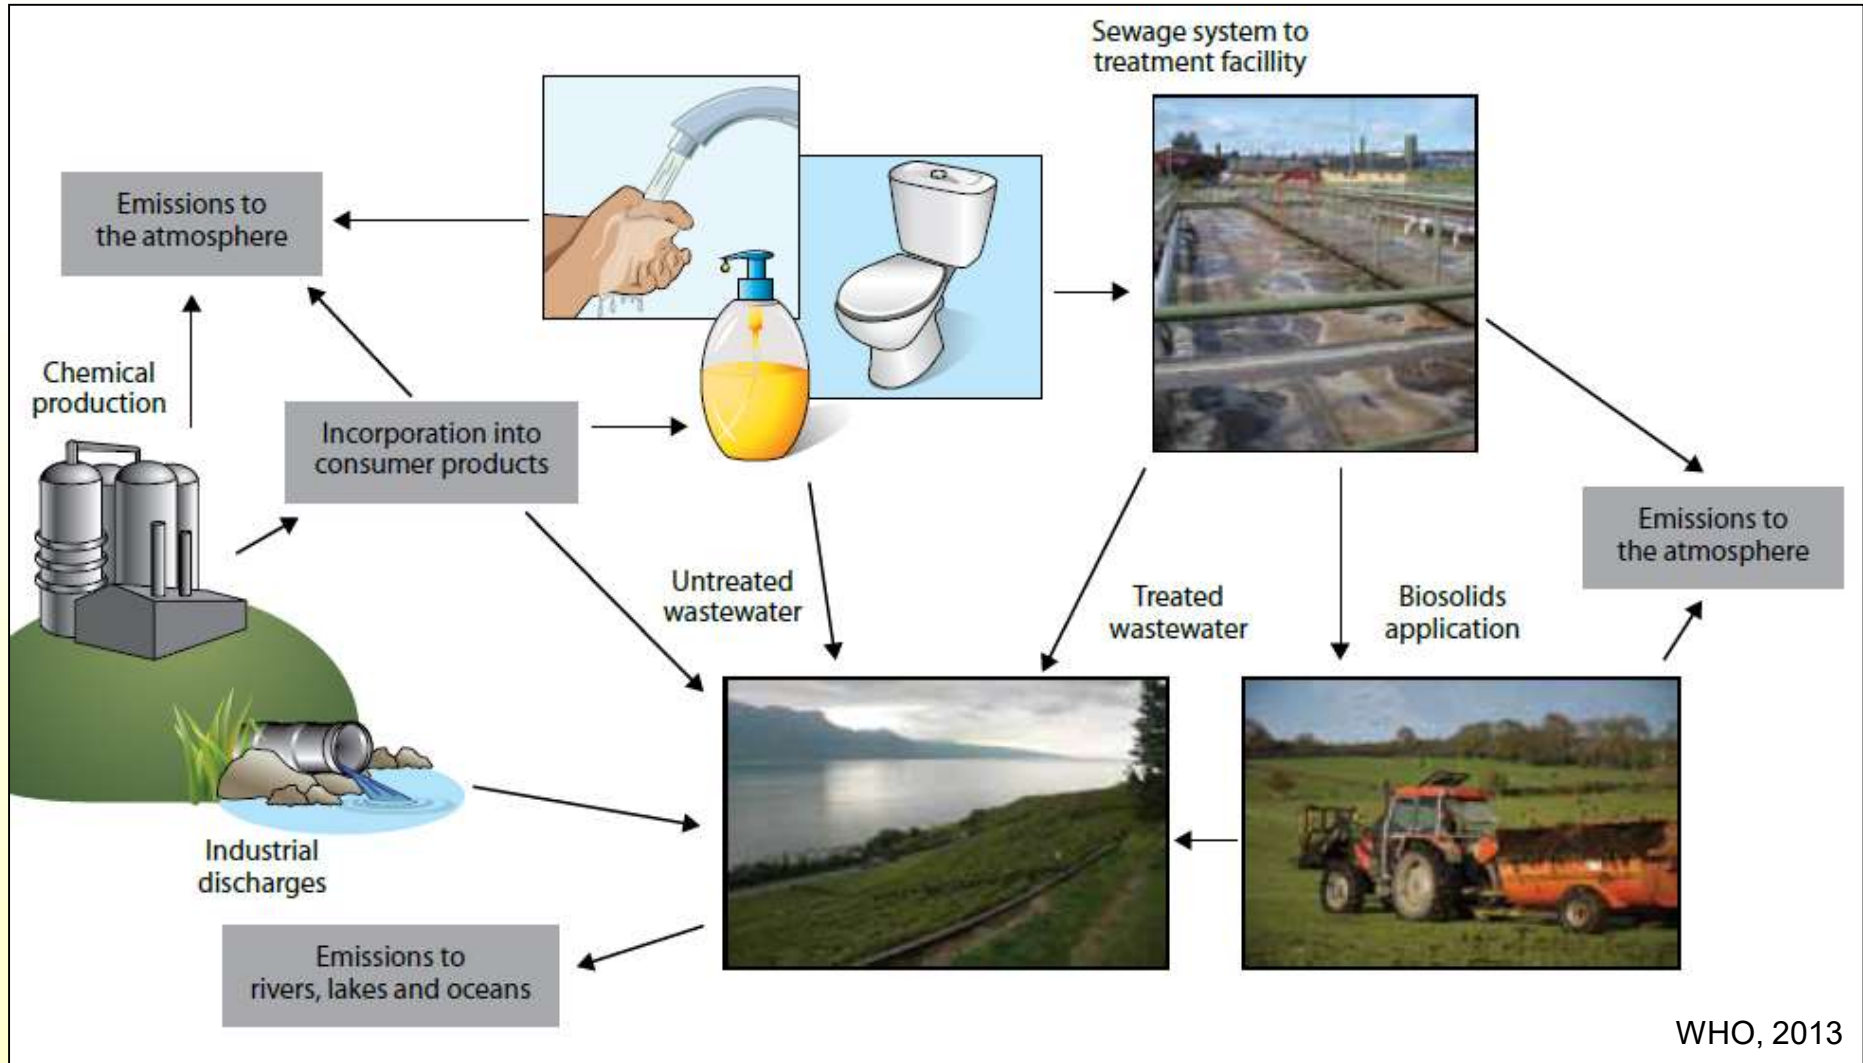 Sewage system to
treatment facillity
Emissions to
the atmosphere
Chemical
production
Incorporation into
consumer products
Emissions to
the atmosphere
Untreated
wastewater
Treated
wastewater
Biosolids
application
Industrial
discharges
Emissions to
rivers, lakes and oceans
WHO, 2013